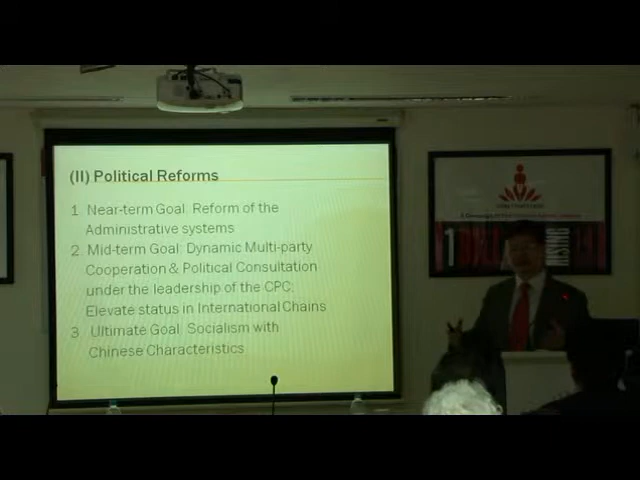 (II) Political Reforms
1 Near-term Goal: Reform of the
Administrative systems
2 Mid-term Goal: Dynamic Multi-party
Cooperation & Political Consultation
under the leadership of the CPC;
Elevate status in International Chains
3 Ultimate Goal: Socialism with
Chinese Characteristics
1
RISING